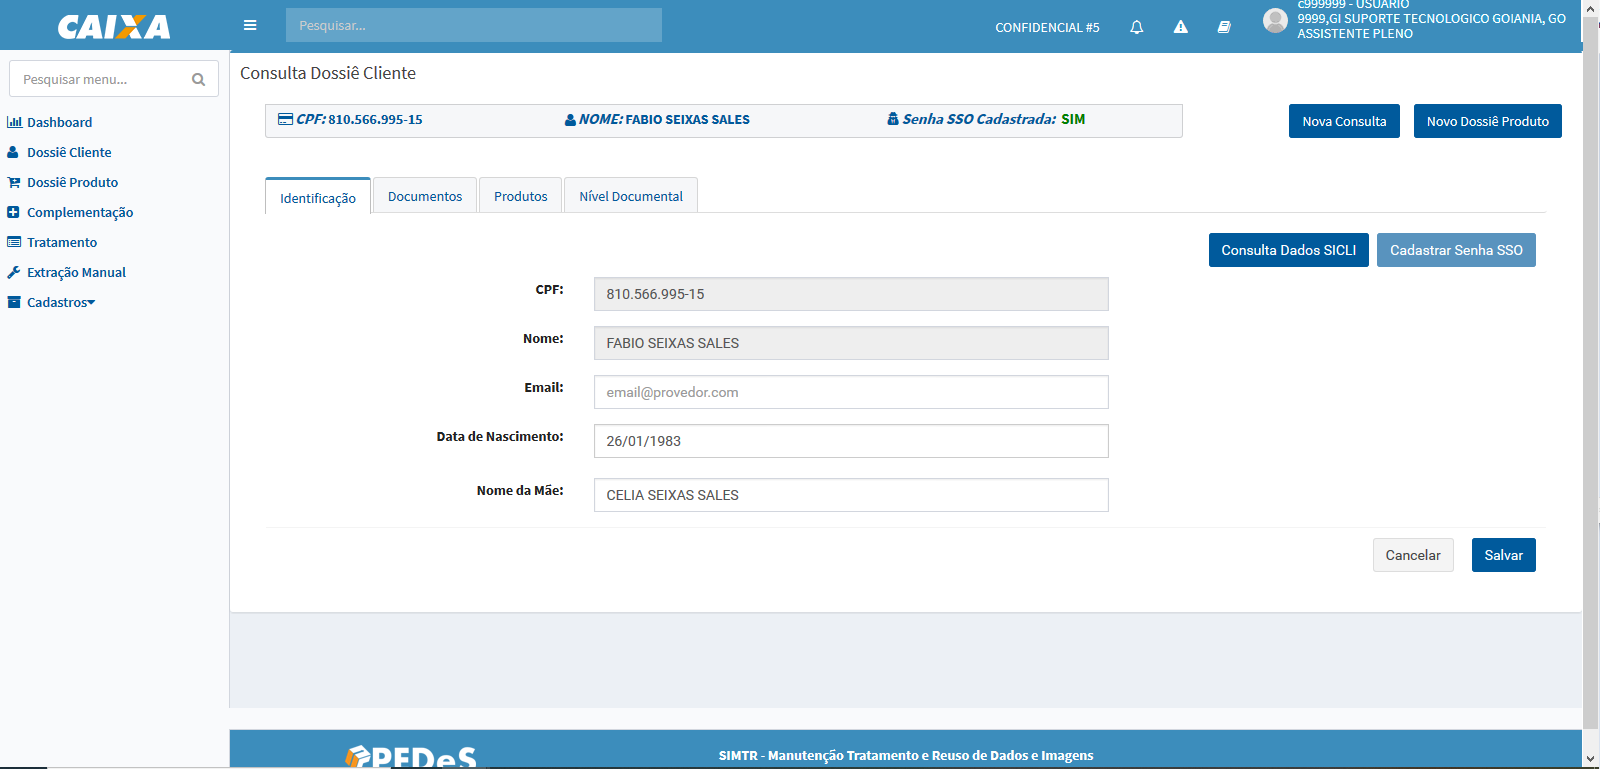 CAIXA
Pesquisar...
CONFIDENCIAL #5
c999999 - USUARIO
9999,GI SUPORTE TECNOLOGICO GOIANIA, GO
ASSISTENTE PLENO
Pesquisar menu...
Dashboard
Dossiê Cliente
Dossiê Produto
Complementação
Tratamento
Extração Manual
Cadastros
Consulta Dossiê Cliente
CPF: 810.566.995-15
NOME: FABIO SEIXAS SALES
Senha SSO Cadastrada: SIM
Nova Consulta
Novo Dossiê Produto
Identificação
Documentos
Produtos
Nível Documental
Consulta Dados SICLI
Cadastrar Senha SSO
CPF:
810.566.995-15
Nome:
FABIO SEIXAS SALES
Email:
email@provedor.com
Data de Nascimento:
26/01/1983
Nome da Mãe:
CELIA SEIXAS SALES
Cancelar
Salvar
PEDeS
SIMTR - Manutenção Tratamento e Reuso de Dados e Imagens